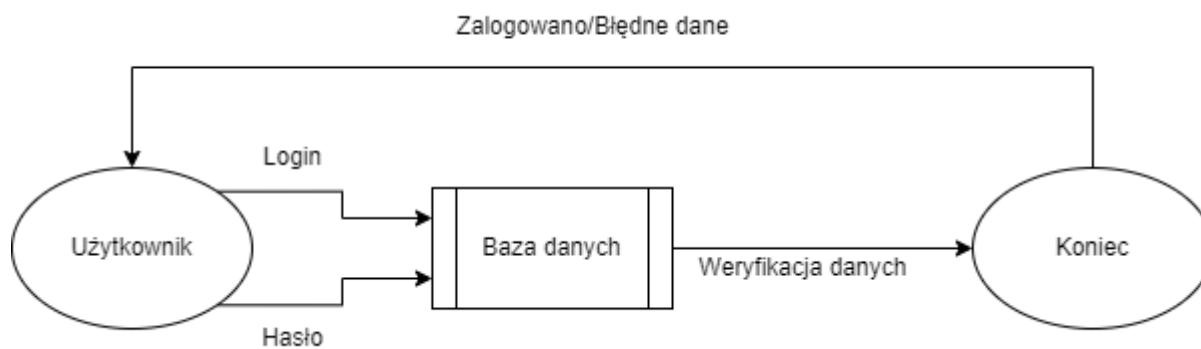 Zalogowano/Błędne dane
Login
Użytkownik
Baza danych
Weryfikacja danych
Koniec
Hasło